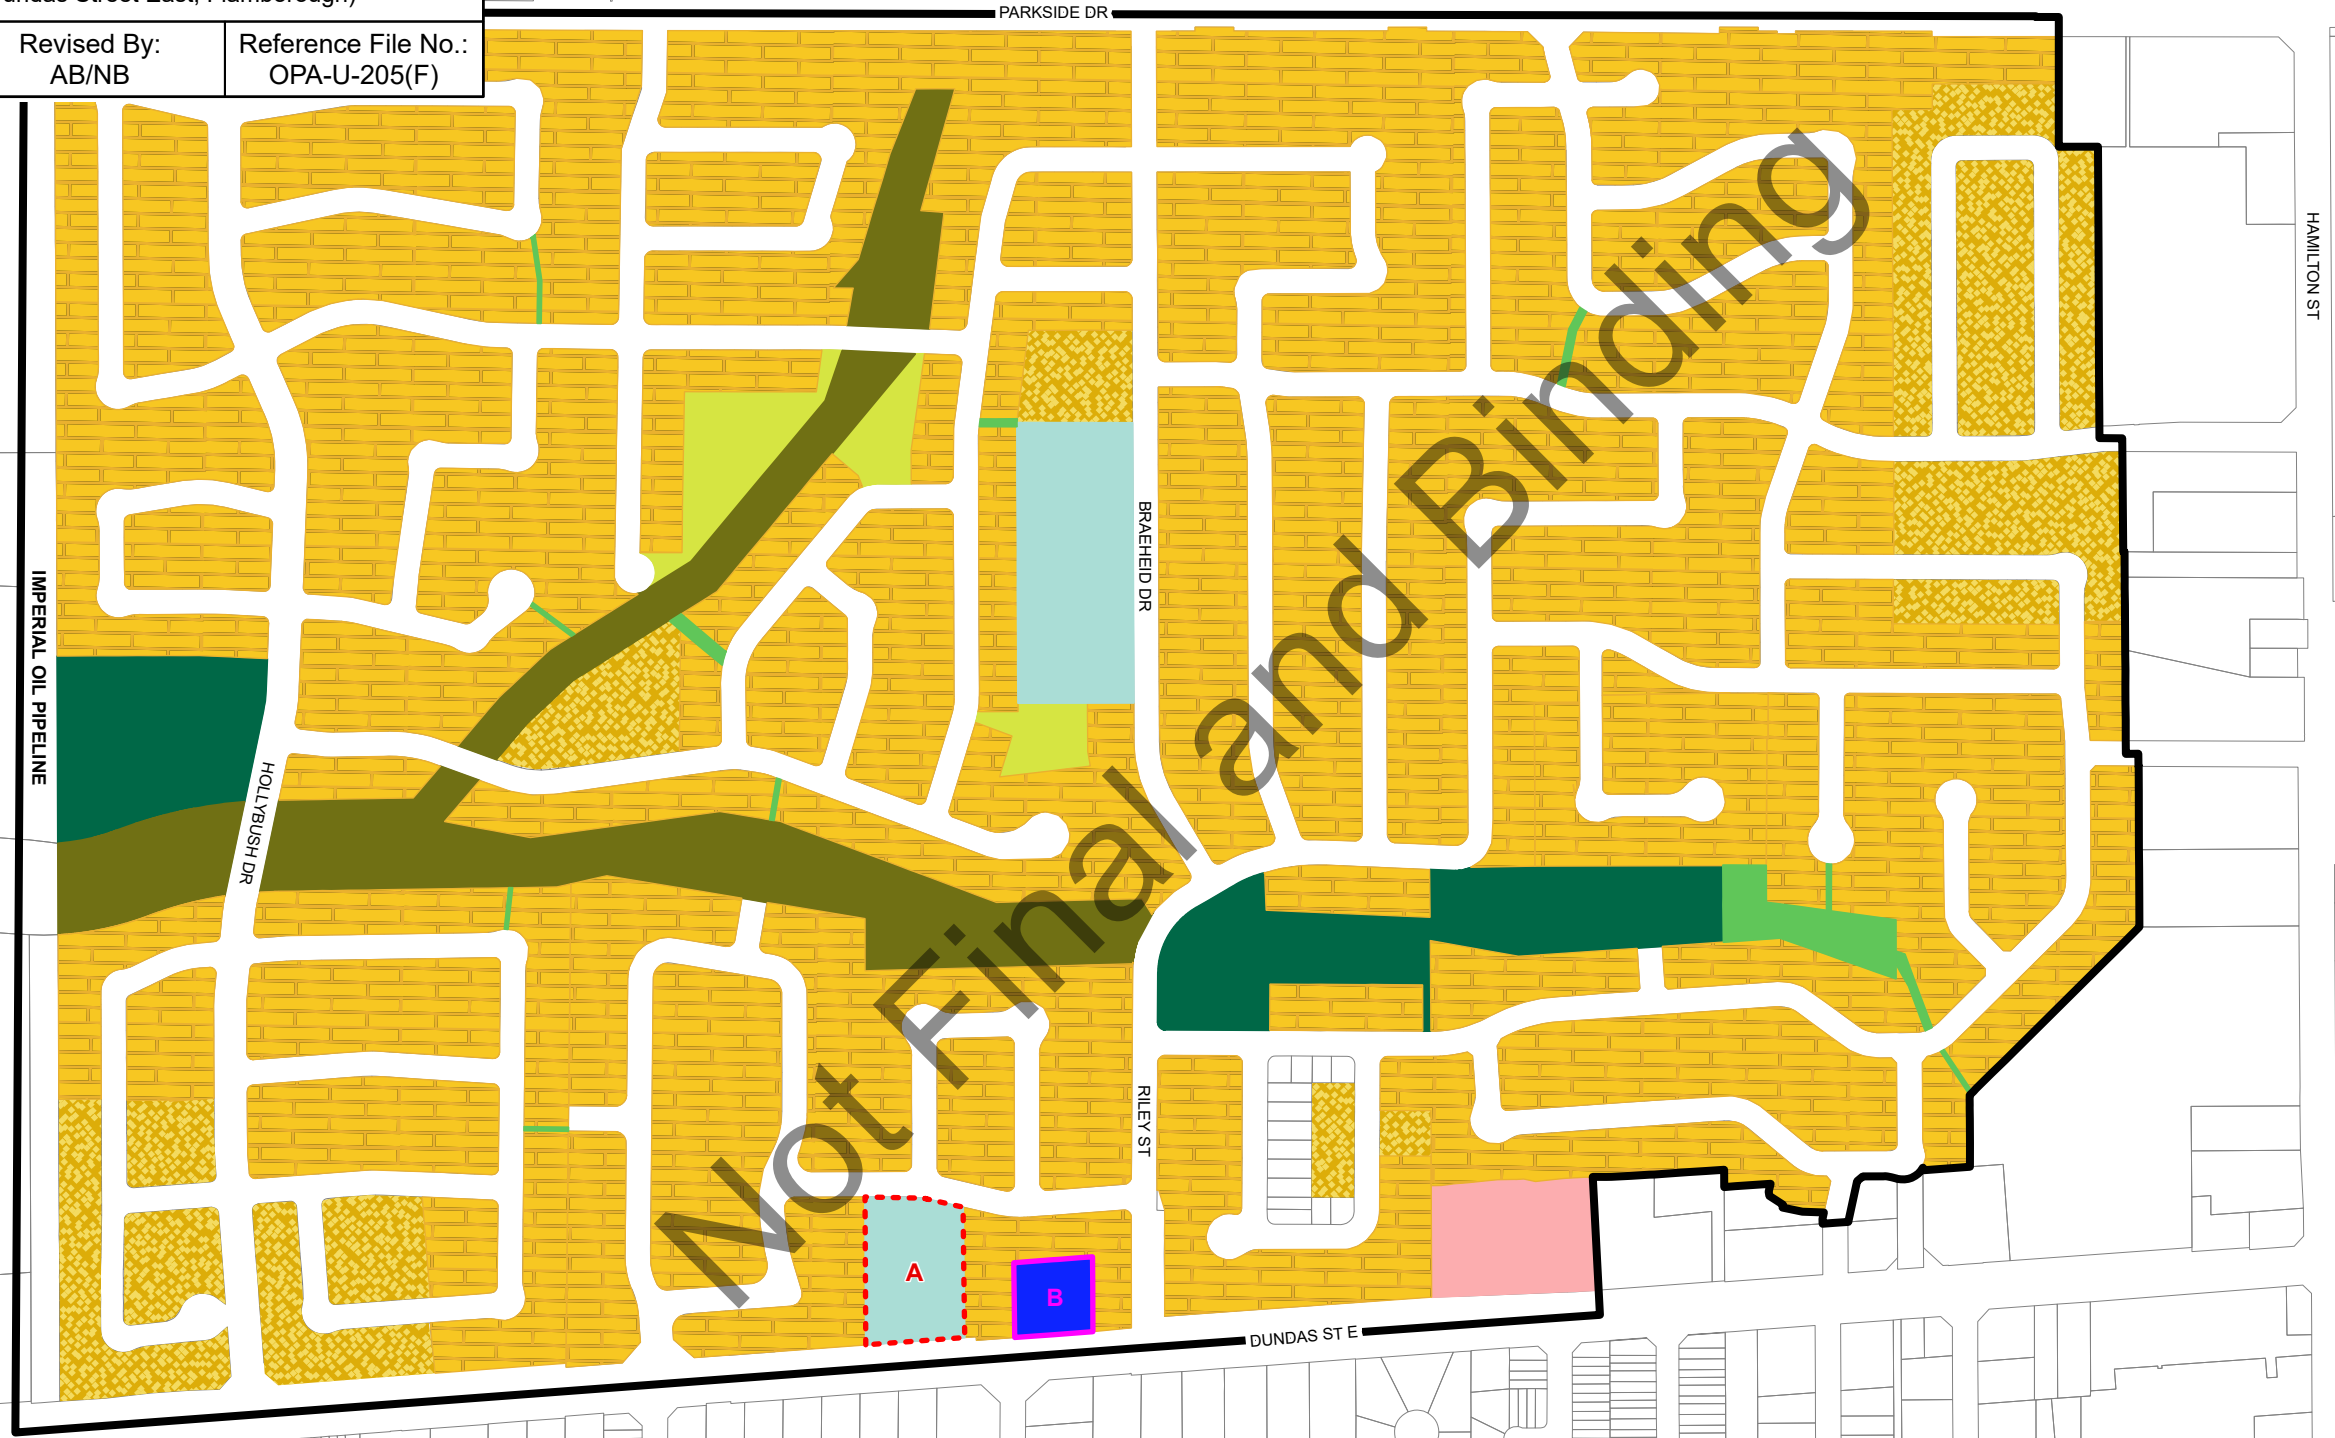 PARKSIDE DR
Revised By:
AB/NB
Reference File No.:
OPA-U-205(F)
HAMILTON ST
BRAEHEID DR
IMPERIAL OIL PIPELINE
HOLLYBUSH DR
RILEY ST
A
B
DUNDAS ST E
Not Final and Binding